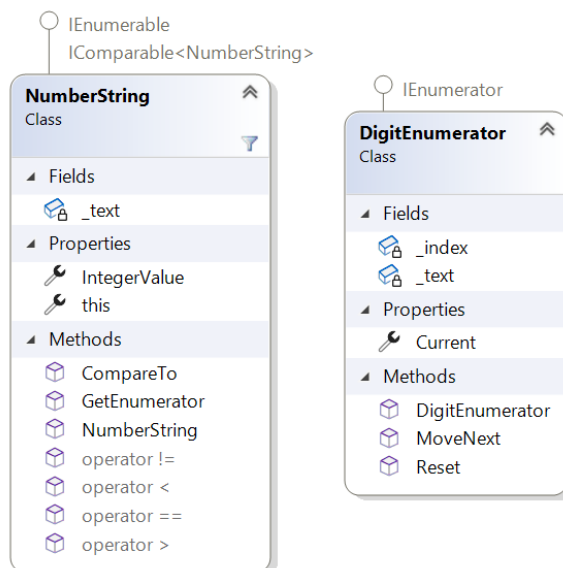 IEnumerable
IComparable<NumberString>
NumberString
Class
Fields
_text
Properties
IntegerValue
this
Methods
CompareTo
GetEnumerator
NumberString
operator !=
operator <
operator ==
operator >
IEnumerator
DigitEnumerator
Class
Fields
_index
_text
Properties
Current
Methods
DigitEnumerator
MoveNext
Reset